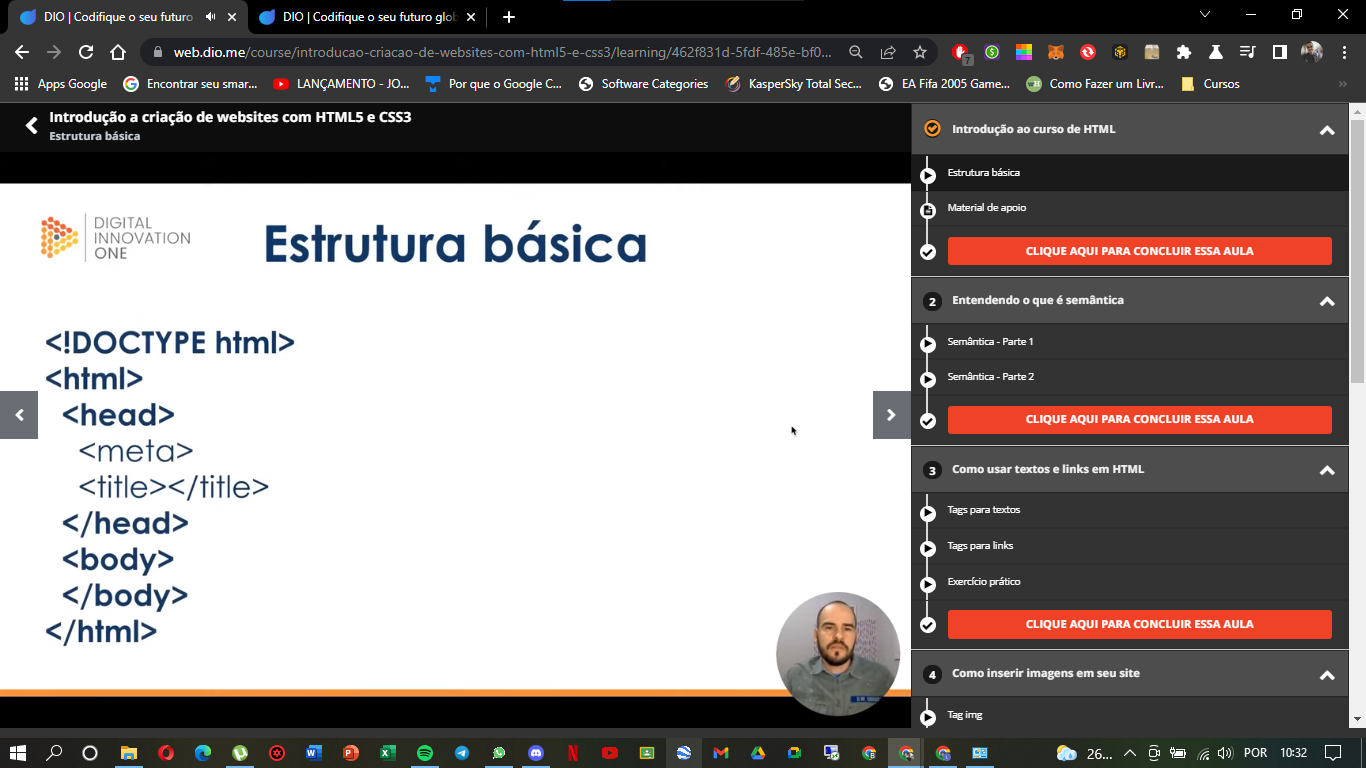 DIO | Codifique o seu futuro
DIO | Codifique o seu futuro glob
web.dio.me/course/introducao-criacao-de-websites-com-html5-e-css3/learning/462f831d-5fdf-485e-bf0...
7
Apps Google
Encontrar seu smar...
LANÇAMENTO - JO...
Por que o Google C...
Software Categories
KasperSky Total Sec...
EA Fifa 2005 Game...
Como Fazer um Livr...
Cursos
Introdução a criação de websites com HTML5 e CSS3
Estrutura básica
DIGITAL
INNOVATION
ONE
Estrutura básica
<!DOCTYPE html>
<html>
<head>
<meta>
<title></title>
</head>
<body>
</body>
</html>
Introdução ao curso de HTML
Estrutura básica
Material de apoio
CLIQUE AQUI PARA CONCLUIR ESSA AULA
2 Entendendo o que é semântica
Semântica - Parte 1
Semântica - Parte 2
CLIQUE AQUI PARA CONCLUIR ESSA AULA
3 Como usar textos e links em HTML
Tags para textos
Tags para links
Exercício prático
CLIQUE AQUI PARA CONCLUIR ESSA AULA
4 Como inserir imagens em seu site
Tag img
26... POR 10:32